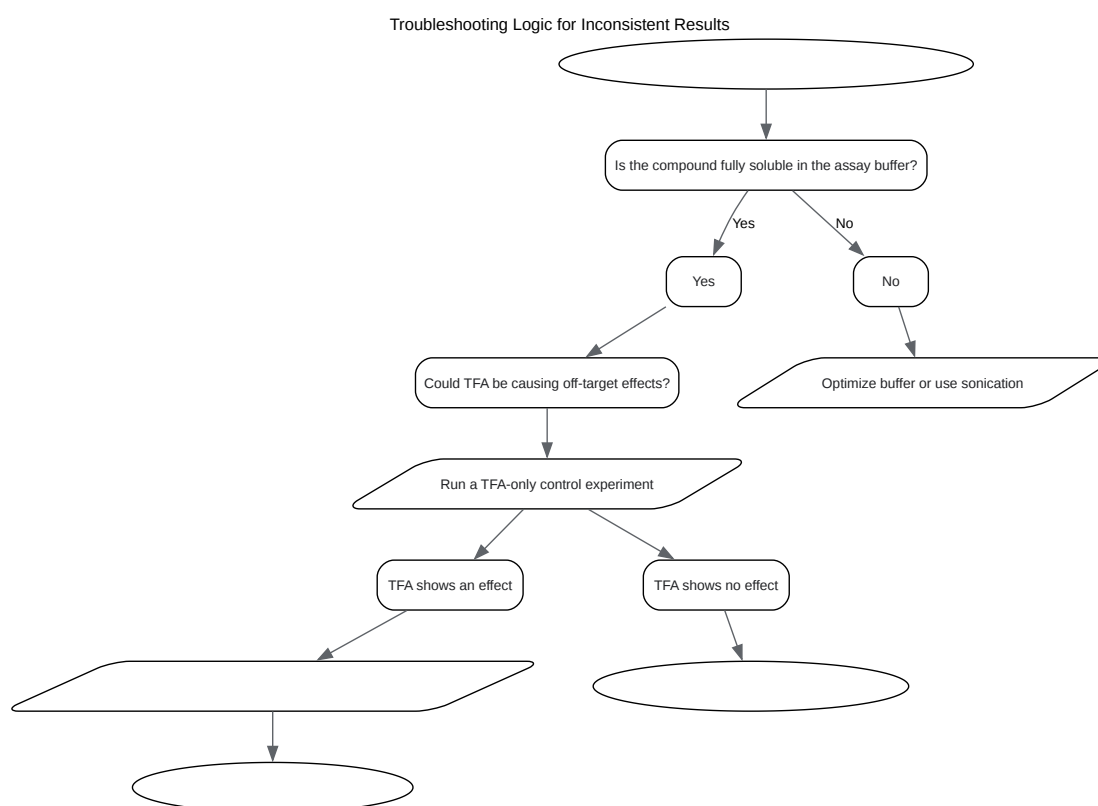 Troubleshooting Logic for Inconsistent Results
Is the compound fully soluble in the assay buffer?
Yes
No
Yes
No
Could TFA be causing off-target effects?
Optimize buffer or use sonication
Run a TFA-only control experiment
TFA shows an effect
TFA shows no effect